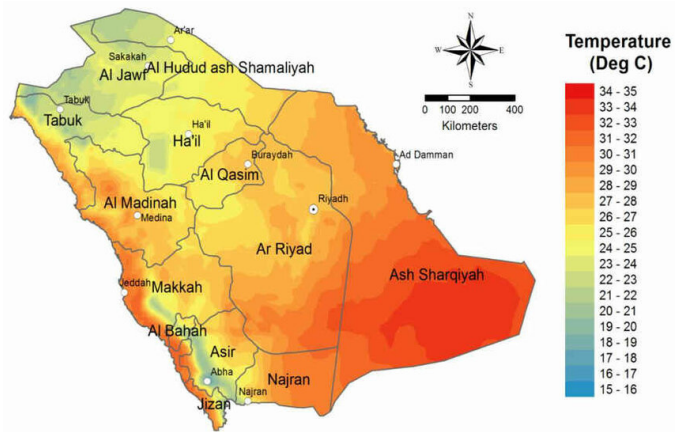 Ar'ar
Sakakah
Al Jawf
Al Hudud ash Shamaliyah
Tabuk
Tabuk
Ha'il
Ha'il
Buraydah
Al Qasim
Ad Damman
Riyadh
Al Madinah
Medina
Ar Riyad
Ash Sharqiyah
Jeddah
Makkah
Al Bahah
Asir
Abha
Najran
Najran
Jizan
N
W
E
S
0 100 200 400
Kilometers
Temperature
(Deg C)
34 - 35
33 - 34
32 - 33
31 - 32
30 - 31
29 - 30
28 - 29
27 - 28
26 - 27
25 - 26
24 - 25
23 - 24
22 - 23
21 - 22
20 - 21
19 - 20
18 - 19
17 - 18
16 - 17
15 - 16